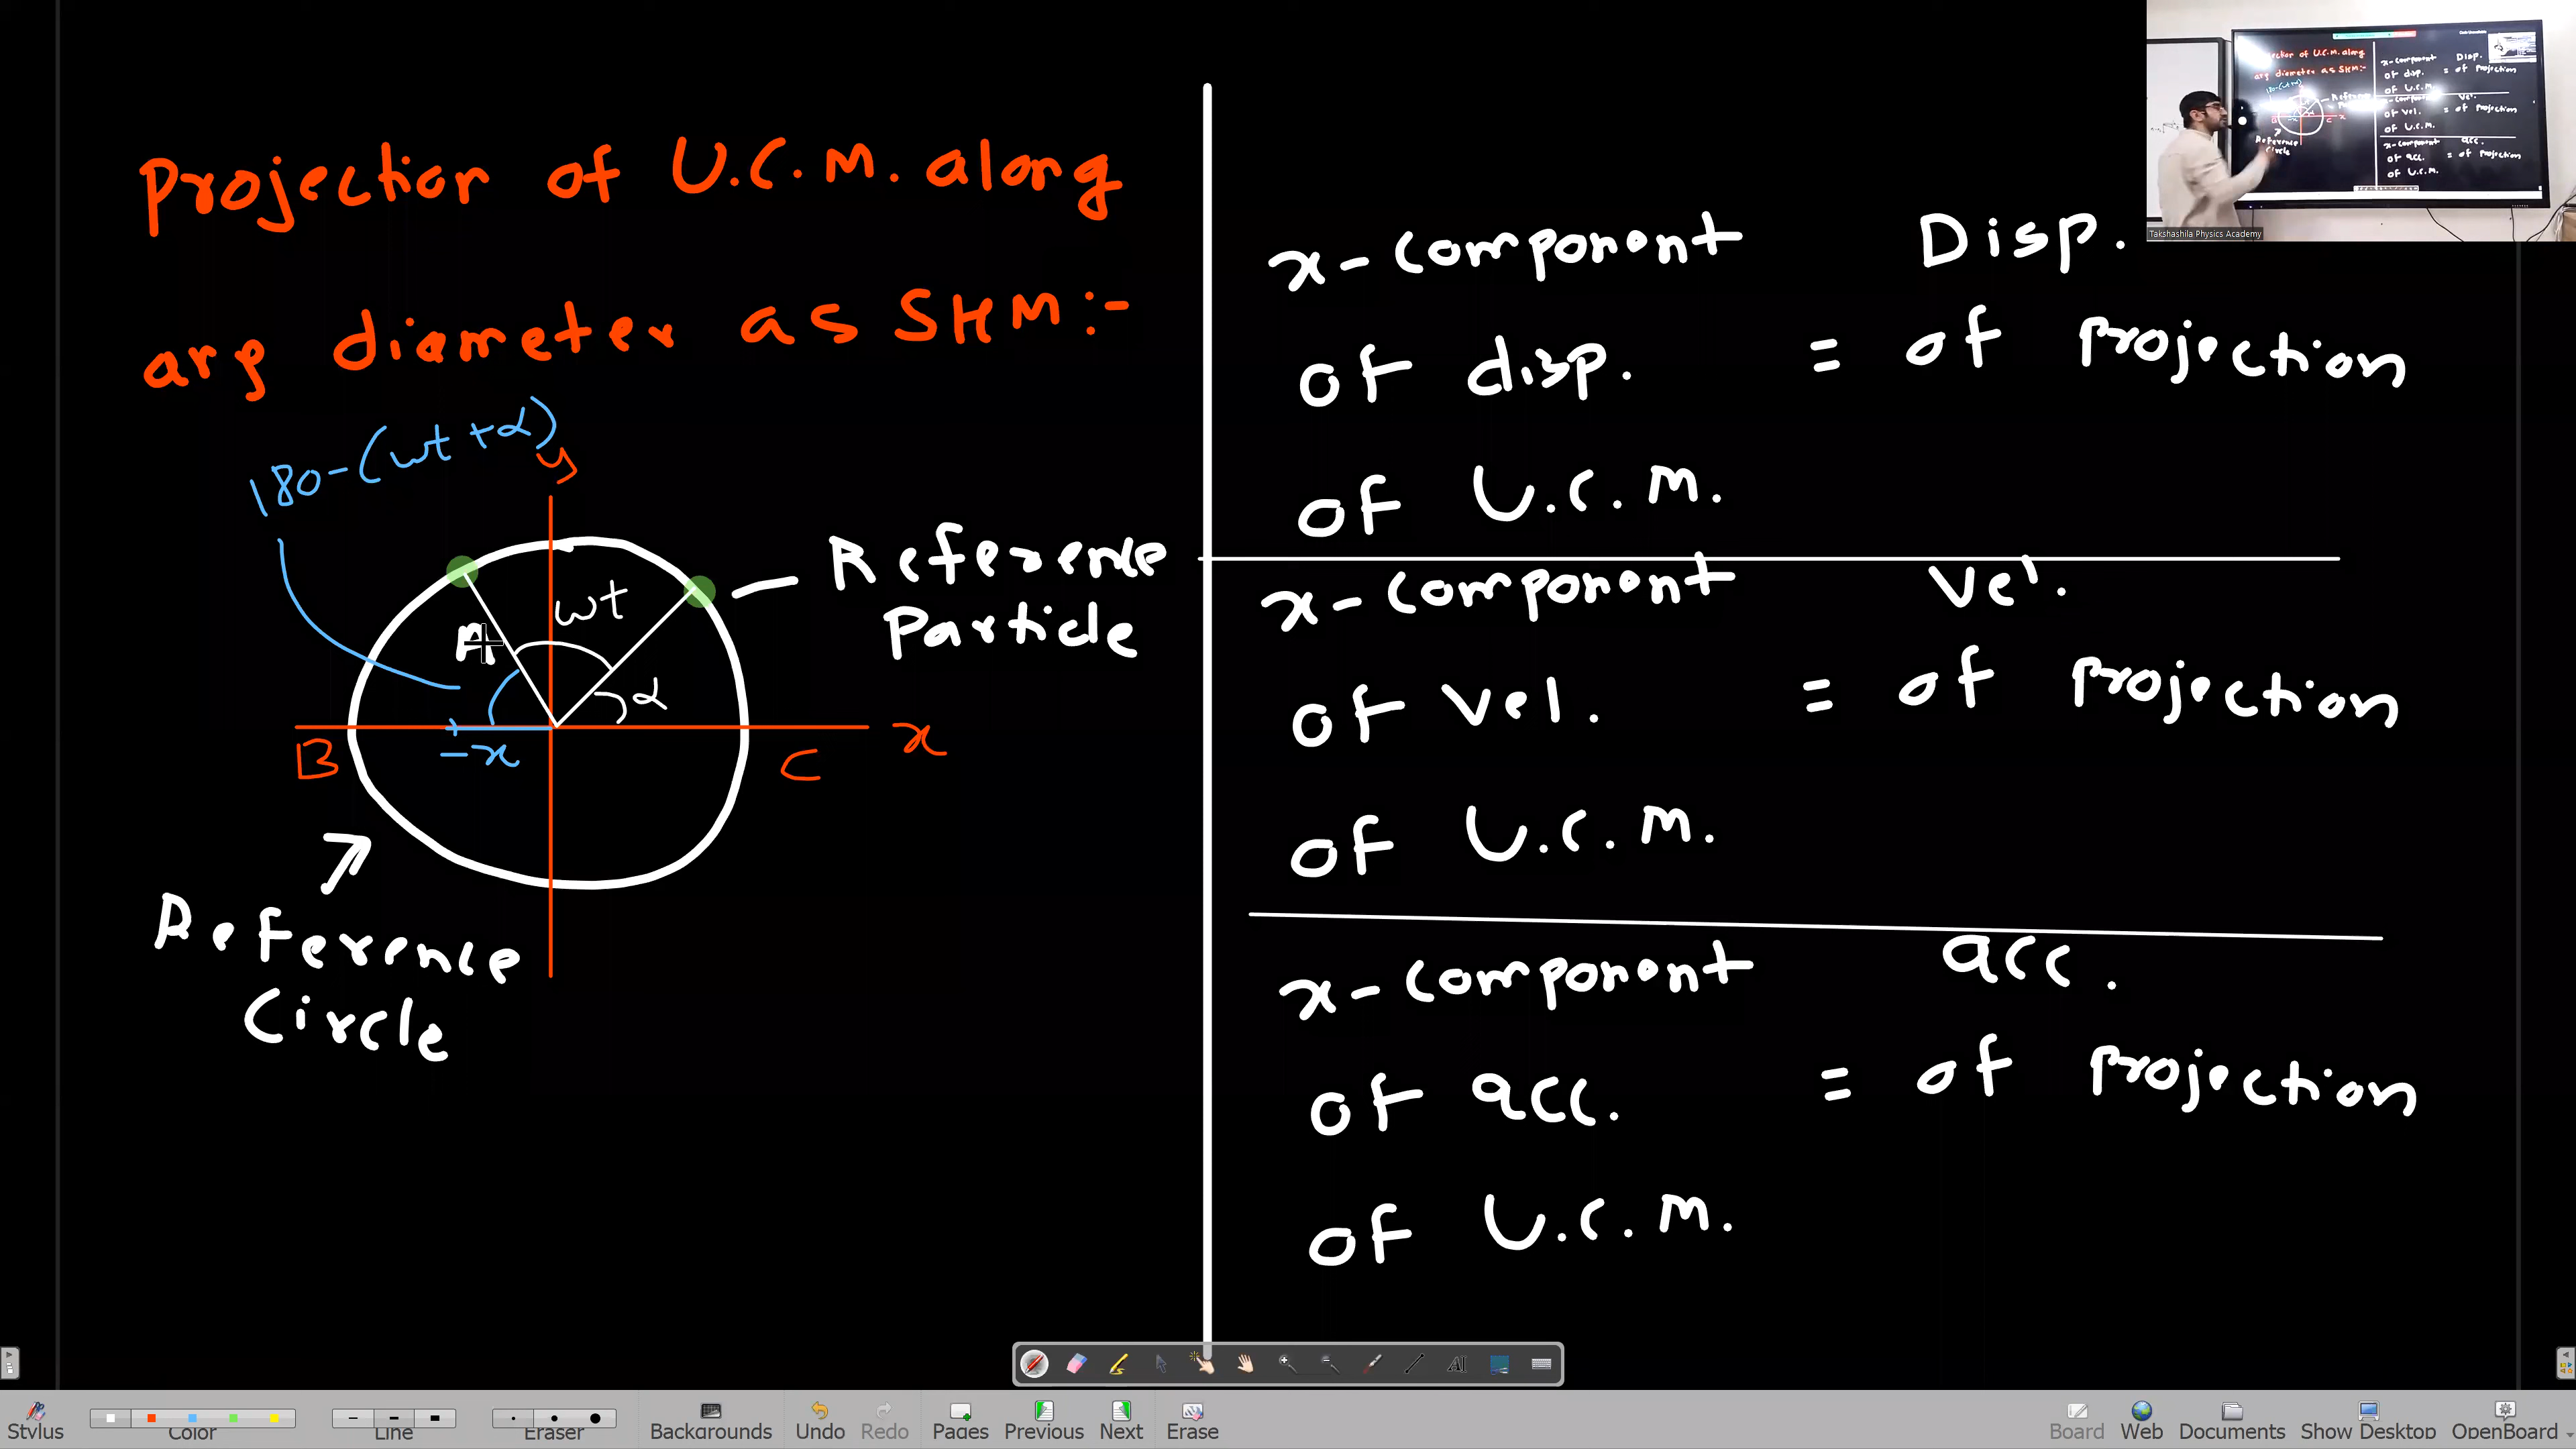 Projection of U.C.M. along
any diameter as SHM:-
180-(wt+α)
y
wt
A
α
Reference
Particle
B
-x
C
x
Reference
Circle
x-component Disp.
of disp. = of projection
of U.C.M.
x-component Vel.
of vel. = of projection
of U.C.M.
x-component acc.
of acc. = of projection
of U.C.M.
Takshashila Physics Academy
Stylus Color Line Eraser Backgrounds Undo Redo Pages Previous Next Erase Board Web Documents Show Desktop OpenBoard